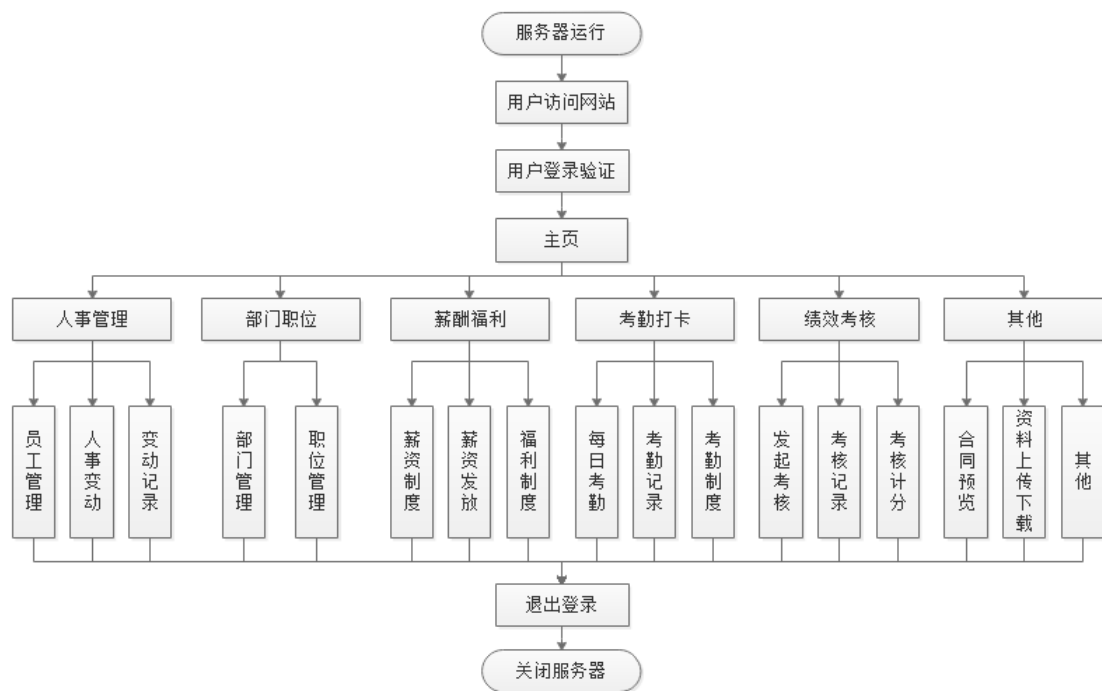 服务器运行
用户访问网站
用户登录验证
主页
人事管理
部门职位
薪酬福利
考勤打卡
绩效考核
其他
员工管理
人事变动
变动记录
部门管理
职位管理
薪资制度
薪资发放
福利制度
每日考勤
考勤记录
考勤制度
发起考核
考核记录
考核计分
合同预览
资料上传下载
其他
退出登录
关闭服务器